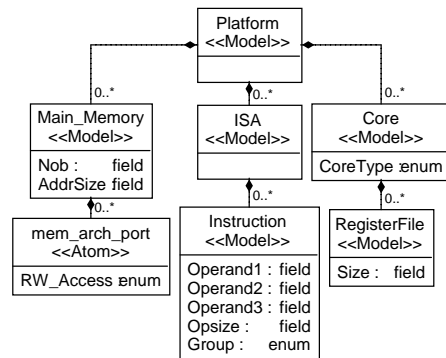 Platform
<<Model>>
0..*
0..*
0..*
Main_Memory
<<Model>>
Nob : field
AddrSize : field
ISA
<<Model>>
Core
<<Model>>
CoreType : enum
0..*
0..*
0..*
mem_arch_port
<<Atom>>
RW_Access : enum
Instruction
<<Model>>
Operand1 : field
Operand2 : field
Operand3 : field
Opsize : field
Group : enum
RegisterFile
<<Model>>
Size : field